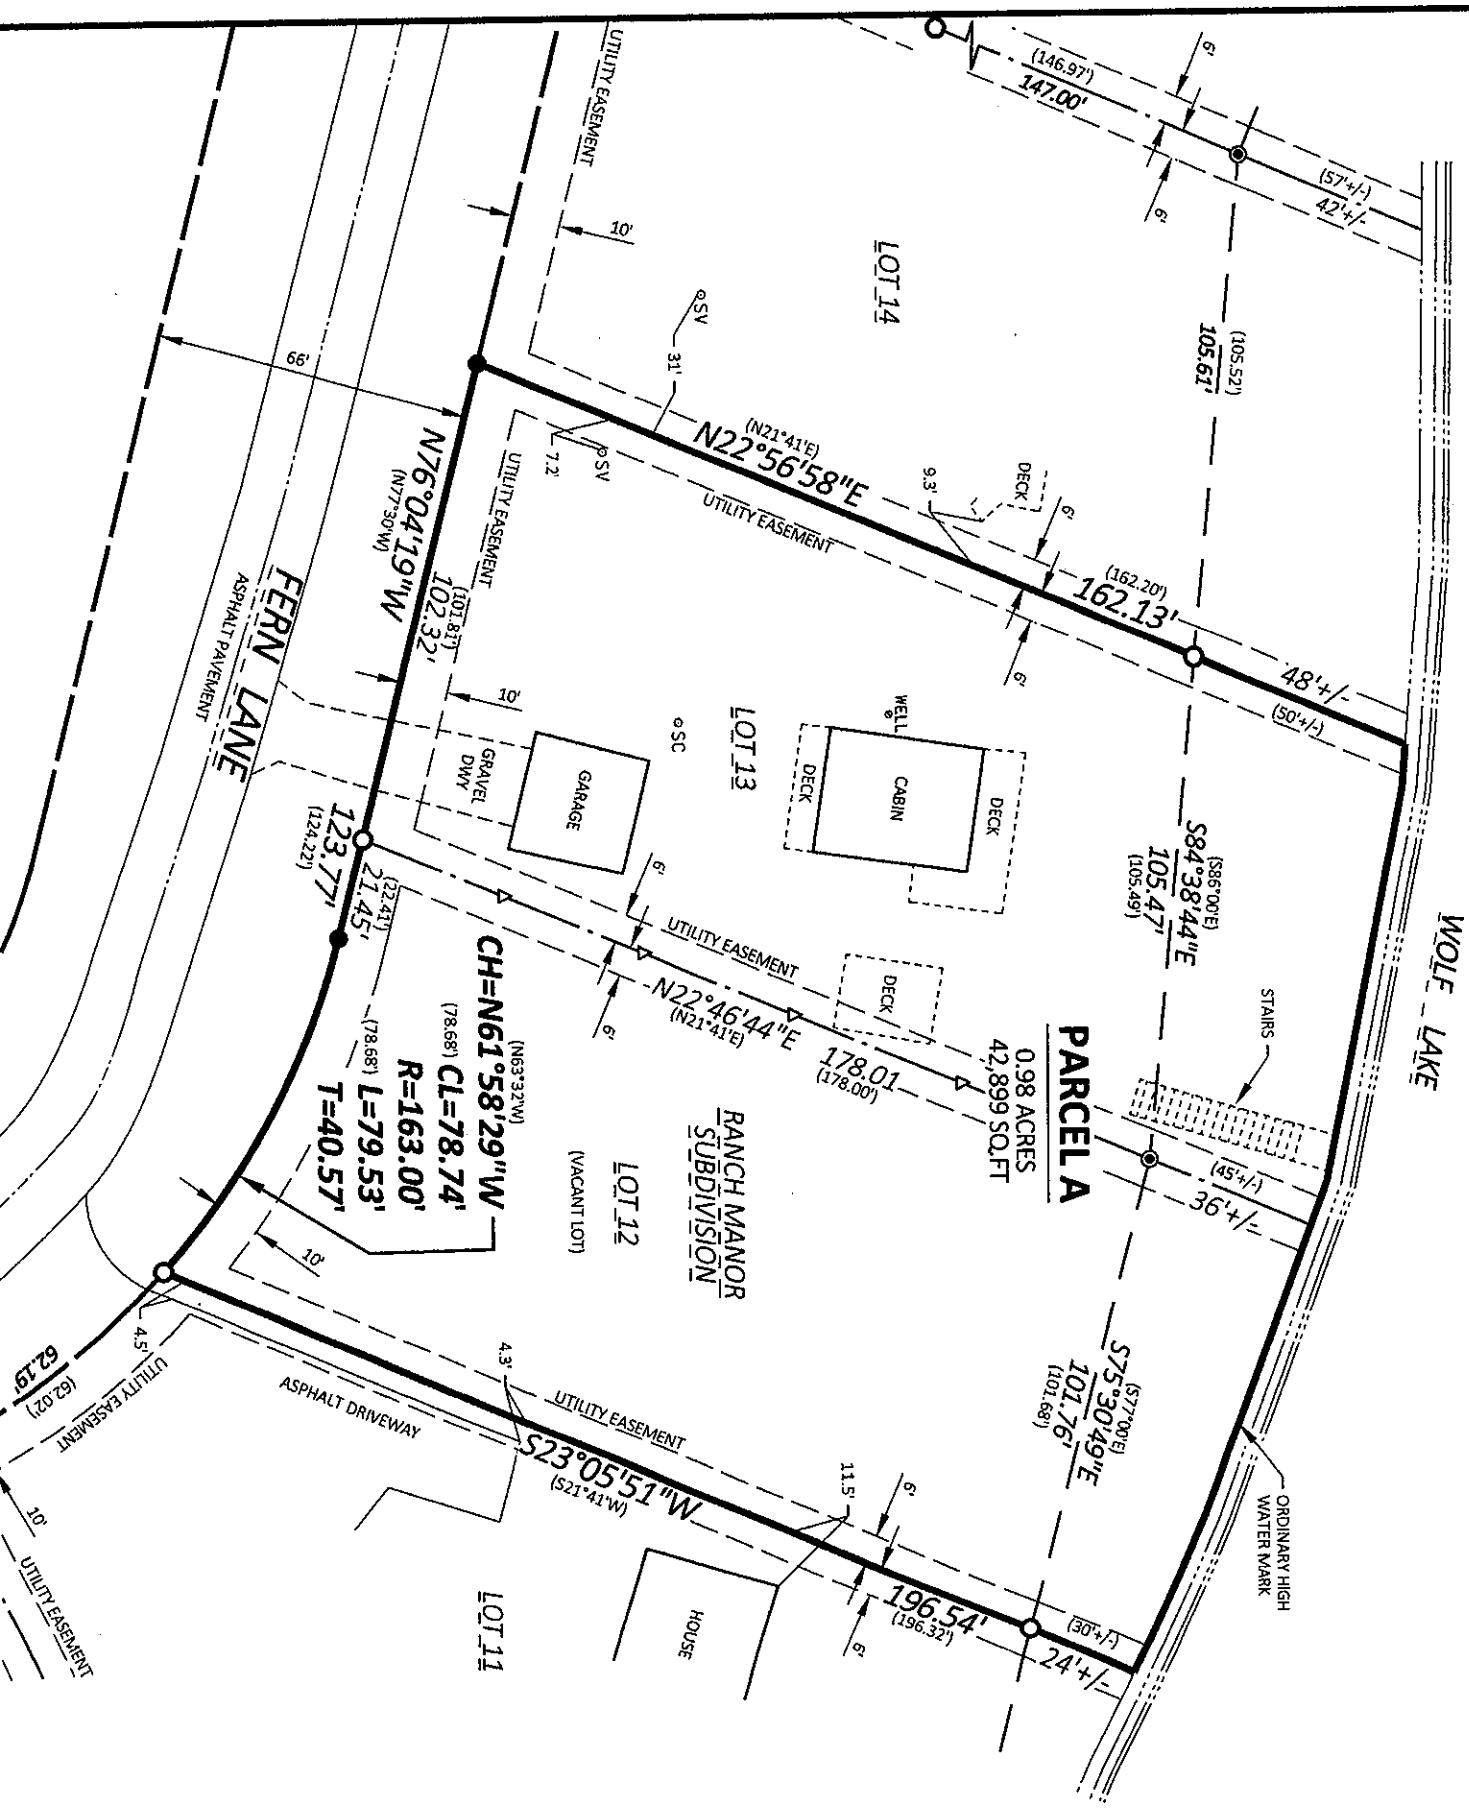 WOLF LAKE
(146.97')
147.00'
6'
6'
(57'+/-)
42'+/-
UTILITY EASEMENT
10'
LOT 14
(105.52')
105.61'
66'
SV
31'
SV
7.2'
(N21°41'E)
N22°56'58"E
UTILITY EASEMENT
9.3'
DECK
6'
6'
(162.20')
162.13'
48'+/-
(50'+/-)
N76°04'19"W
(N77°30'W)
UTILITY EASEMENT
(101.81')
102.32'
10'
FERN LANE
ASPHALT PAVEMENT
GRAVEL
DWY
GARAGE
SC
LOT 13
WELL
CABIN
DECK
DECK
DECK
(S86°00'E)
S84°38'44"E
105.47'
(105.49')
STAIRS
PARCEL A
0.98 ACRES
42,899 SQ.FT
123.77'
(124.22')
(22.41')
21.45'
6'
6'
UTILITY EASEMENT
N22°46'44"E
(N21°41'E)
178.01
(178.00')
(45'+/-)
36'+/-
(N63°32'W)
CH=N61°58'29"W
(78.68') CL=78.74'
R=163.00'
(78.68') L=79.53'
T=40.57'
RANCH MANOR
SUBDIVISION
LOT 12
(VACANT LOT)
10'
(S77°00'E)
S75°30'49"E
101.76'
(101.68')
ORDINARY HIGH
WATER MARK
4.5'
4.3'
UTILITY EASEMENT
ASPHALT DRIVEWAY
S23°05'51"W
(S21°41'W)
11.5'
6'
6'
196.54'
(196.32')
(30'+/-)
24'+/-
62.19'
(62.02')
UTILITY EASEMENT
10'
UTILITY EASEMENT
LOT 11
HOUSE